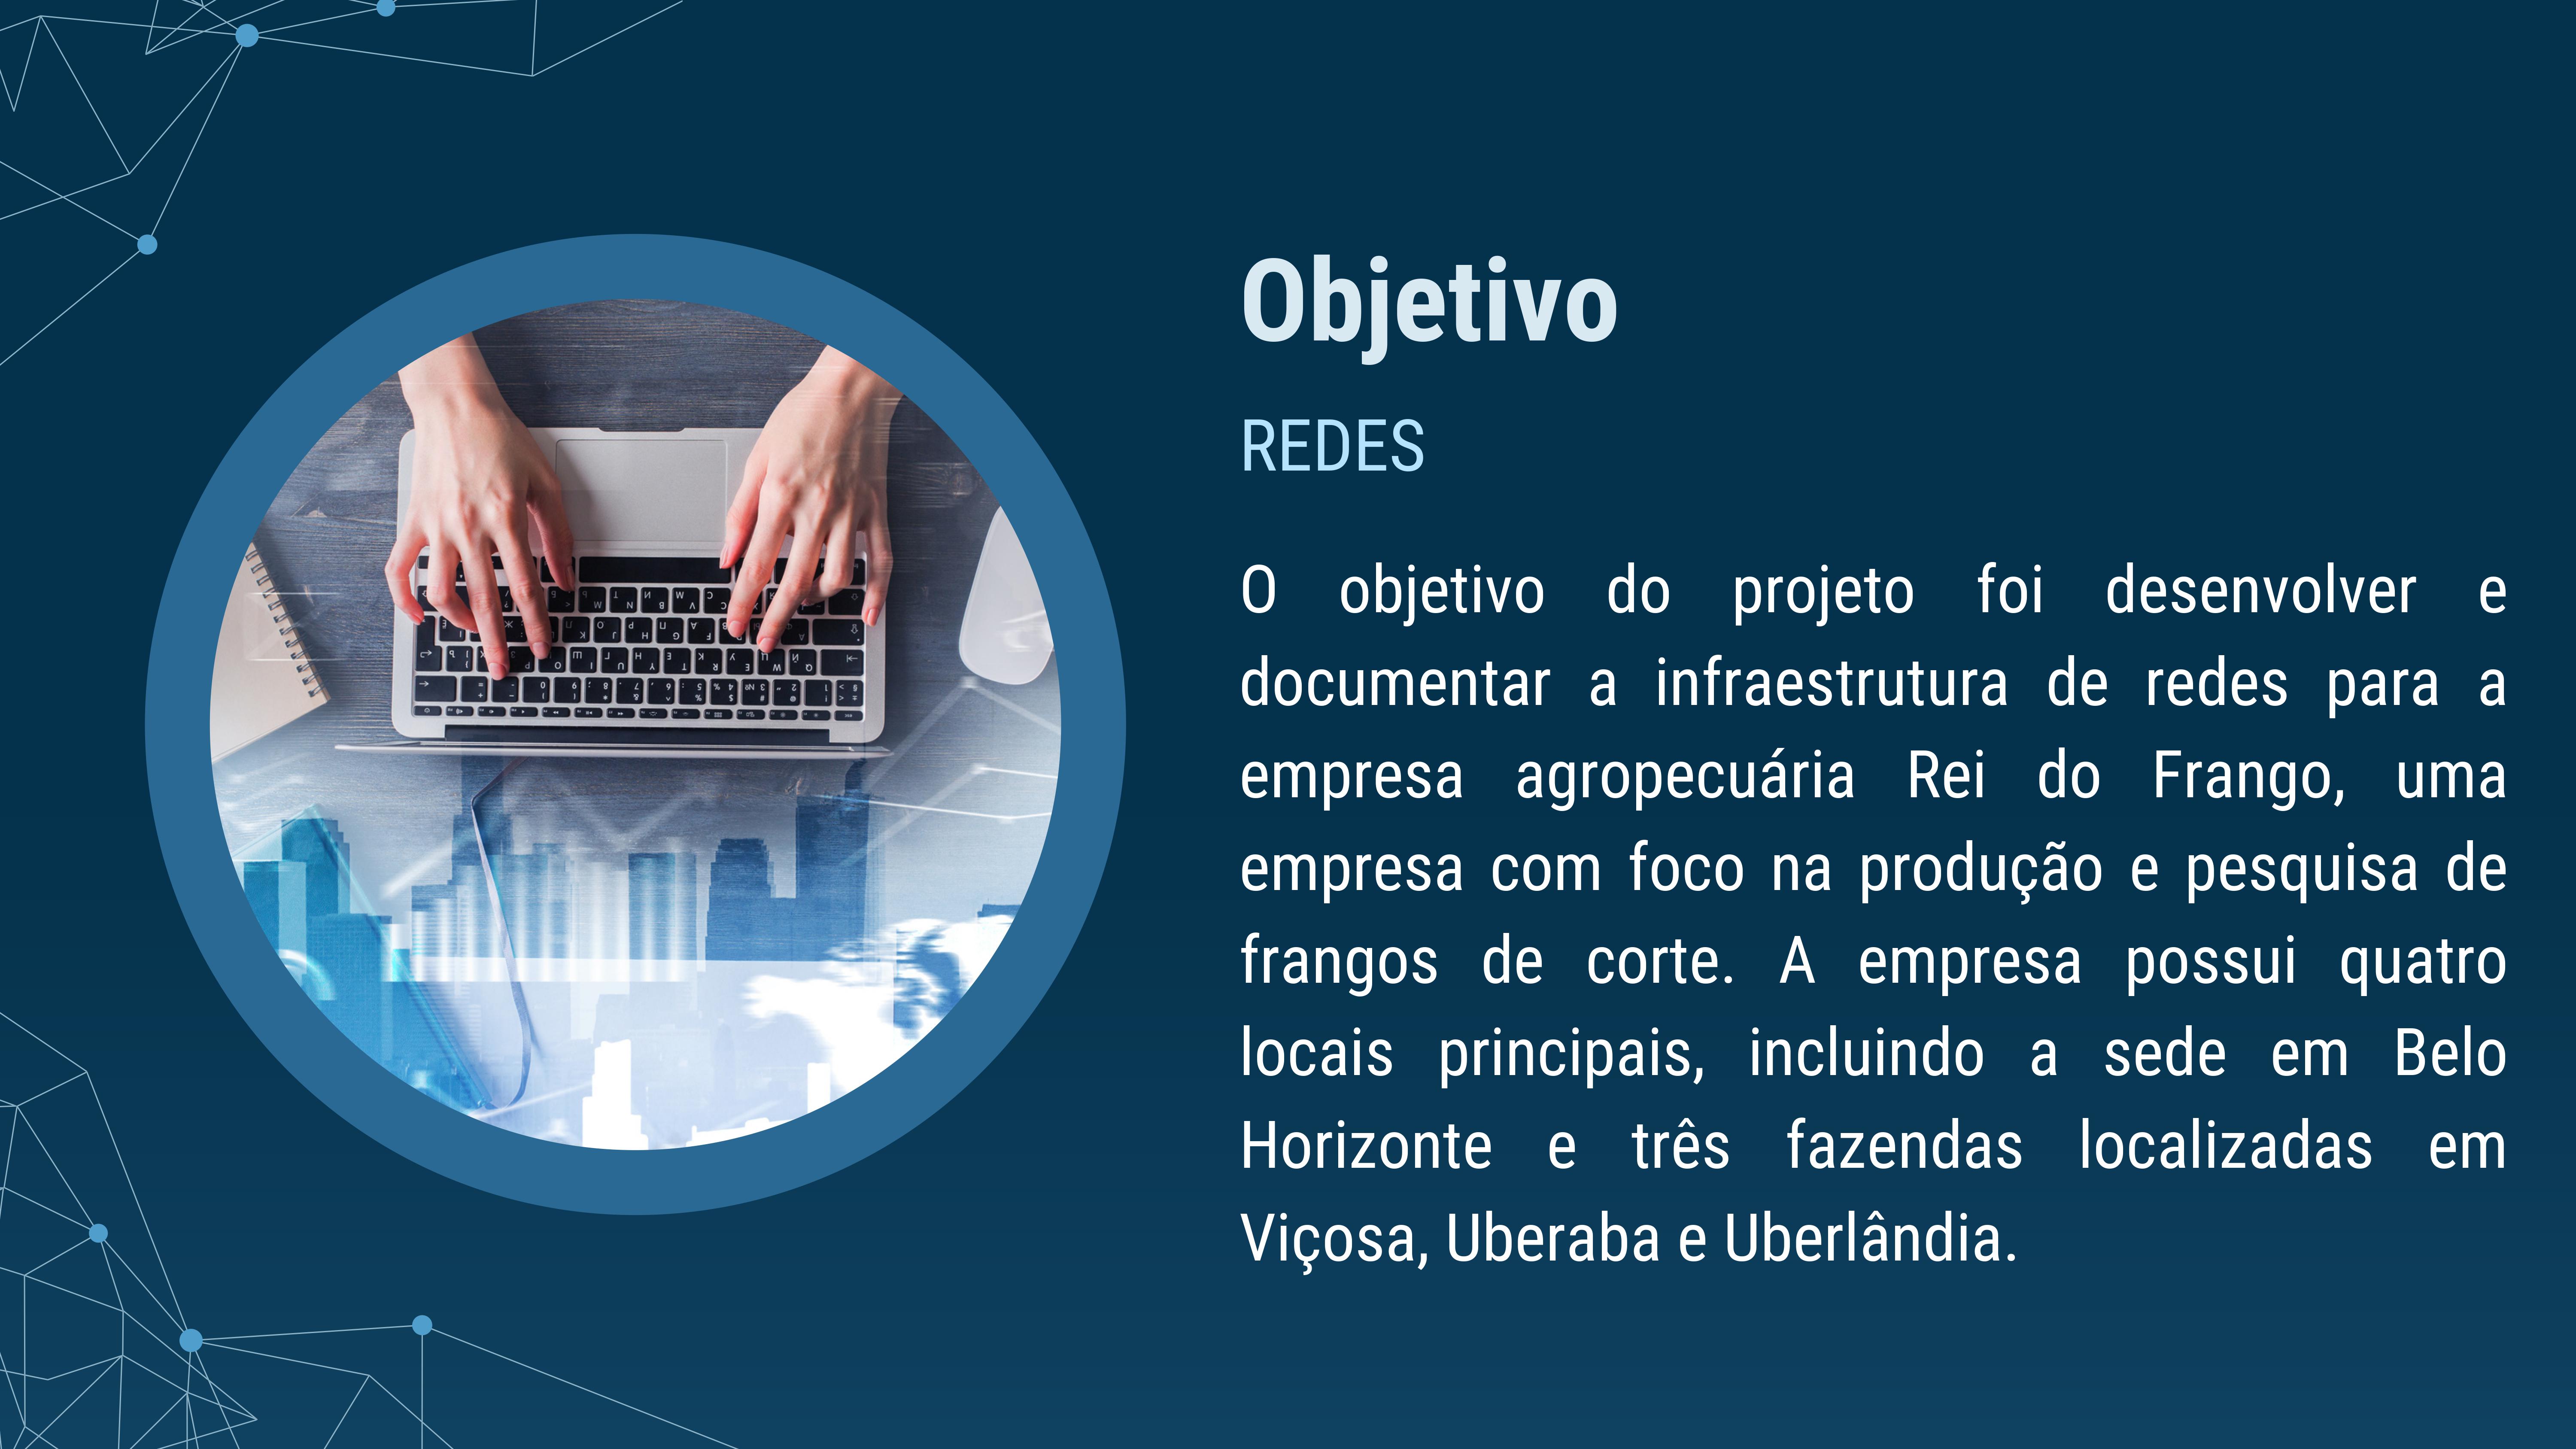 Objetivo
REDES
O objetivo do projeto foi desenvolver e
documentar a infraestrutura de redes para a
empresa agropecuária Rei do Frango, uma
empresa com foco na produção e pesquisa de
frangos de corte. A empresa possui quatro
locais principais, incluindo a sede em Belo
Horizonte e três fazendas localizadas em
Viçosa, Uberaba e Uberlândia.